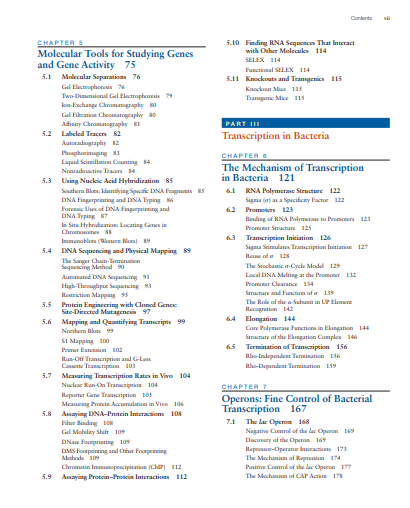 Contents vii
CHAPTER 5
Molecular Tools for Studying Genes
and Gene Activity 75
5.1 Molecular Separations 76
Gel Electrophoresis 76
Two-Dimensional Gel Electrophoresis 79
Ion-Exchange Chromatography 80
Gel Filtration Chromatography 80
Affinity Chromatography 81
5.2 Labeled Tracers 82
Autoradiography 82
Phosphorimaging 83
Liquid Scintillation Counting 84
Nonradioactive Tracers 84
5.3 Using Nucleic Acid Hybridization 85
Southern Blots: Identifying Specific DNA Fragments 85
DNA Fingerprinting and DNA Typing 86
Forensic Uses of DNA Fingerprinting and
DNA Typing 87
In Situ Hybridization: Locating Genes in
Chromosomes 88
Immunoblots (Western Blots) 89
5.4 DNA Sequencing and Physical Mapping 89
The Sanger Chain-Termination
Sequencing Method 90
Automated DNA Sequencing 91
High-Throughput Sequencing 93
Restriction Mapping 95
5.5 Protein Engineering with Cloned Genes:
Site-Directed Mutagenesis 97
5.6 Mapping and Quantifying Transcripts 99
Northern Blots 99
S1 Mapping 100
Primer Extension 102
Run-Off Transcription and G-Less
Cassette Transcription 103
5.7 Measuring Transcription Rates in Vivo 104
Nuclear Run-On Transcription 104
Reporter Gene Transcription 105
Measuring Protein Accumulation in Vivo 106
5.8 Assaying DNA–Protein Interactions 108
Filter Binding 108
Gel Mobility Shift 109
DNase Footprinting 109
DMS Footprinting and Other Footprinting
Methods 109
Chromatin Immunoprecipitation (ChIP) 112
5.9 Assaying Protein–Protein Interactions 112
5.10 Finding RNA Sequences That Interact
with Other Molecules 114
SELEX 114
Functional SELEX 114
5.11 Knockouts and Transgenics 115
Knockout Mice 115
Transgenic Mice 115
PART III
Transcription in Bacteria
CHAPTER 6
The Mechanism of Transcription
in Bacteria 121
6.1 RNA Polymerase Structure 122
Sigma (σ) as a Specificity Factor 122
6.2 Promoters 123
Binding of RNA Polymerase to Promoters 123
Promoter Structure 125
6.3 Transcription Initiation 126
Sigma Stimulates Transcription Initiation 127
Reuse of σ 128
The Stochastic σ-Cycle Model 129
Local DNA Melting at the Promoter 132
Promoter Clearance 134
Structure and Function of σ 139
The Role of the α-Subunit in UP Element
Recognition 142
6.4 Elongation 144
Core Polymerase Functions in Elongation 144
Structure of the Elongation Complex 146
6.5 Termination of Transcription 156
Rho-Independent Termination 156
Rho-Dependent Termination 159
CHAPTER 7
Operons: Fine Control of Bacterial
Transcription 167
7.1 The lac Operon 168
Negative Control of the lac Operon 169
Discovery of the Operon 169
Repressor–Operator Interactions 173
The Mechanism of Repression 174
Positive Control of the lac Operon 177
The Mechanism of CAP Action 178